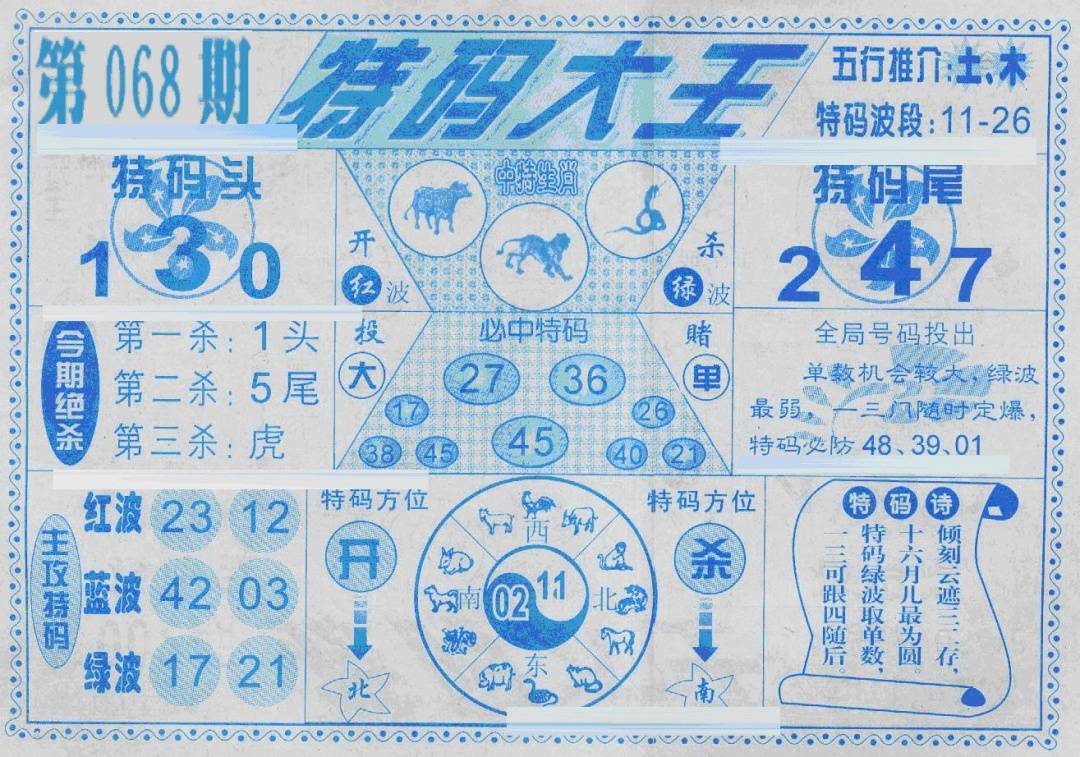 第068期
特码大王
五行推介:土、木
特码波段:11-26
特码头
1 3 0
中特生肖
开
红波
杀
绿波
特码尾
2 4 7
今期绝杀
第一杀:1头
第二杀:5尾
第三杀:虎
投
大
必中特码
27 36
17 26
45
38 45
40 21
赌
单
全局号码投出
单数机会较大,绿波
最弱,一三门随时定爆,
特码必防 48、39、01
主攻特码
红波 23 12
蓝波 42 03
绿波 17 21
特码方位
开
北
西
南
北
东
02 11
特码方位
杀
南
特码诗
倾刻云遮三二存,
十六月儿最为圆。
特码绿波取单数,
一三可跟四随后。